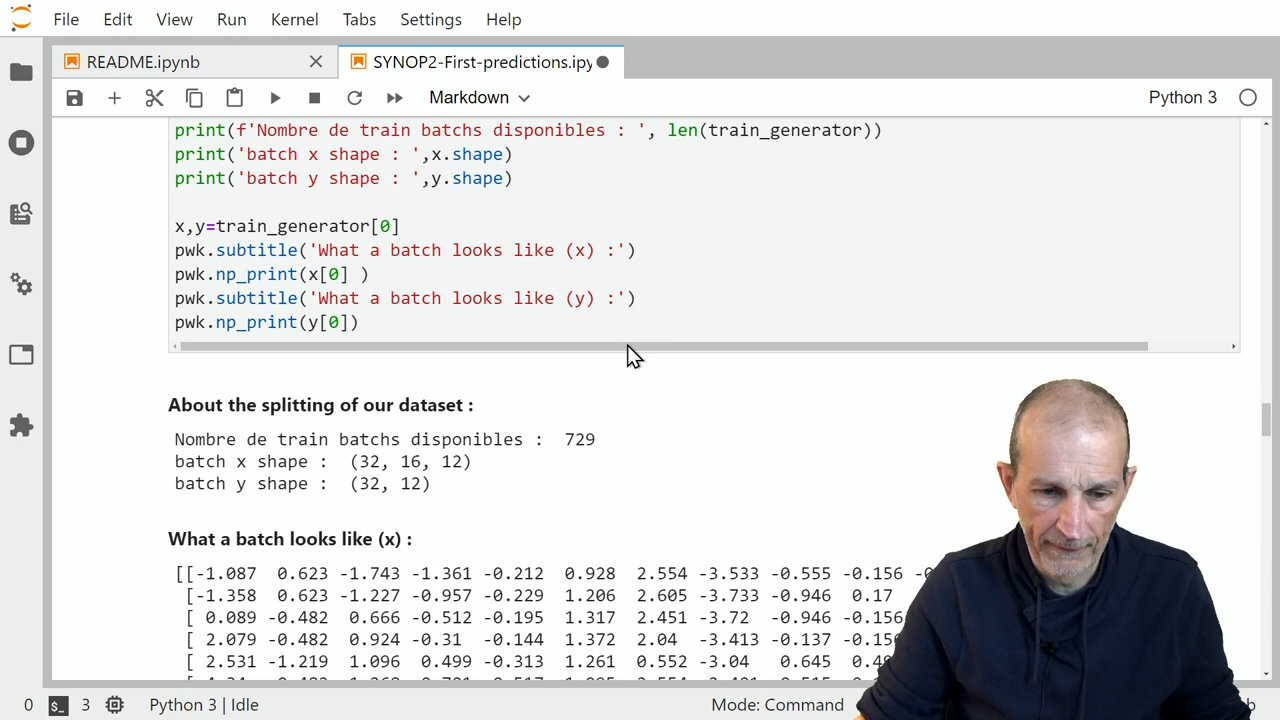 File Edit View Run Kernel Tabs Settings Help
README.ipynb SYNOP2-First-predictions.ipy
Markdown Python 3
print(f'Nombre de train batchs disponibles : ', len(train_generator))
print('batch x shape : ',x.shape)
print('batch y shape : ',y.shape)
x,y=train_generator[0]
pwk.subtitle('What a batch looks like (x) :')
pwk.np_print(x[0] )
pwk.subtitle('What a batch looks like (y) :')
pwk.np_print(y[0])
About the splitting of our dataset :
Nombre de train batchs disponibles :  729
batch x shape :  (32, 16, 12)
batch y shape :  (32, 12)
What a batch looks like (x) :
[[-1.087 0.623 -1.743 -1.361 -0.212 0.928 2.554 -3.533 -0.555 -0.156
[-1.358 0.623 -1.227 -0.957 -0.229 1.206 2.605 -3.733 -0.946 0.17
[ 0.089 -0.482 0.666 -0.512 -0.195 1.317 2.451 -3.72 -0.946 -0.156
[ 2.079 -0.482 0.924 -0.31 -0.144 1.372 2.04 -3.413 -0.137
[ 2.531 -1.219 1.096 0.499 -0.313 1.261 0.552 -3.04 0.645
0 $_ 3 Python 3 | Idle Mode: Command